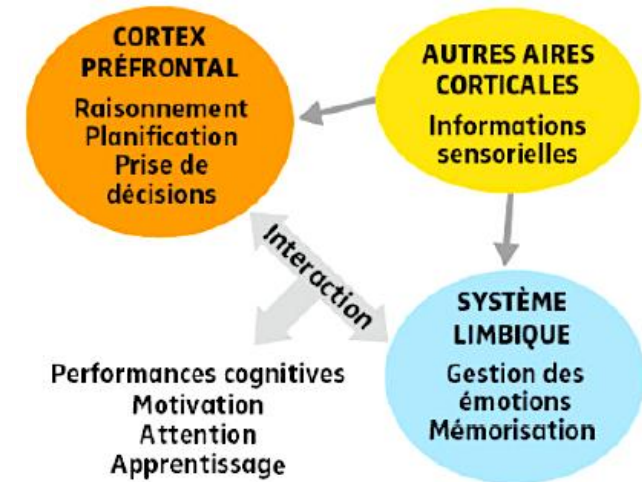 CORTEX
PRÉFRONTAL
Raisonnement
Planification
Prise de
décisions
AUTRES AIRES
CORTICALES
Informations
sensorielles
Interaction
SYSTÈME
LIMBIQUE
Gestion des
émotions
Mémorisation
Performances cognitives
Motivation
Attention
Apprentissage